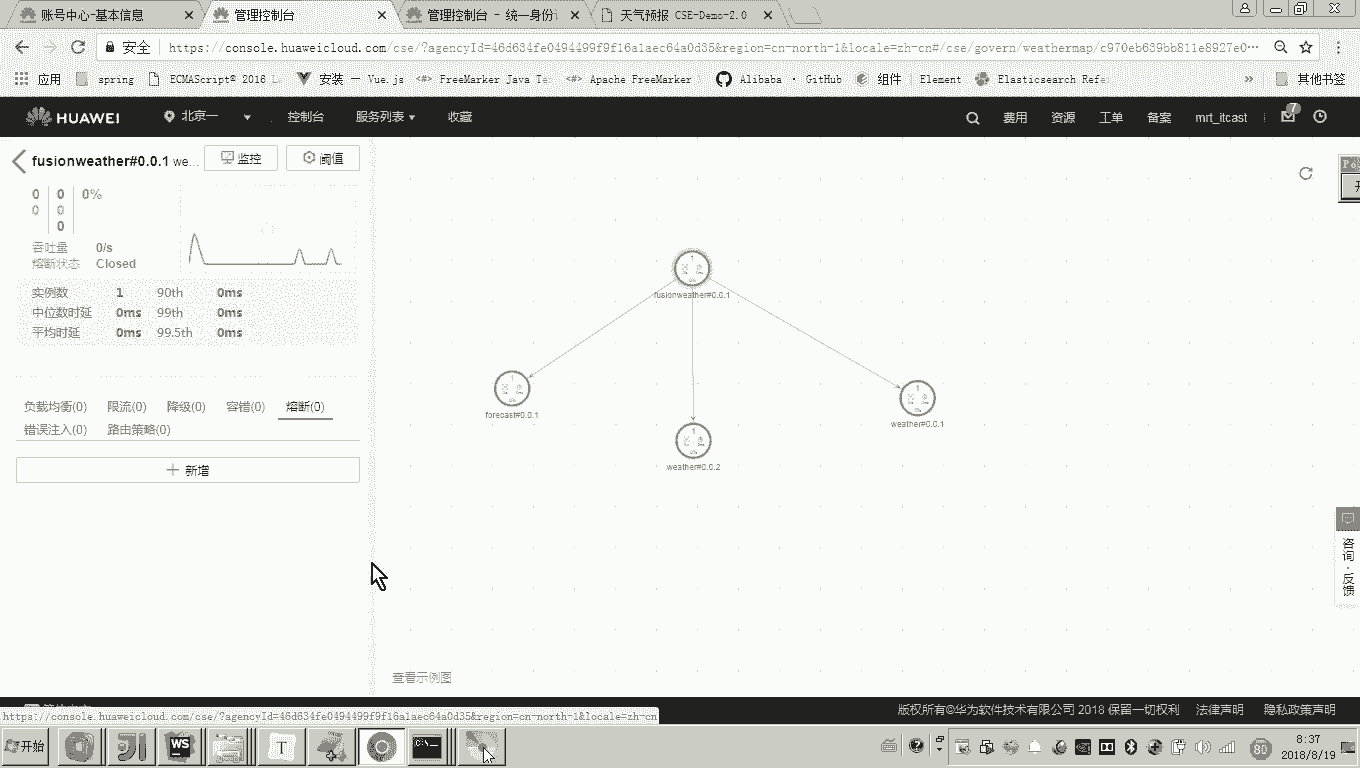 账号中心-基本信息
管理控制台
管理控制台 - 统一身份
天气预报 CSE-Demo-2.0
安全
https://console.huaweicloud.com/cse/?agencyId=46d634fe0494499f9f16a1aec64a0d35&region=cn-north-1&locale=zh-cn#/cse/govern/weathermap/c970eb639bb811e8927e0…
应用
spring
ECMAScript® 2016 L
安装 — Vue.js
FreeMarker Java Te
Apache FreeMarker
Alibaba · GitHub
组件 | Element
Elasticsearch Refe
»
其他书签
HUAWEI
北京一
控制台
服务列表
收藏
费用
资源
工单
备案
mrt_itcast
7
fusionweather#0.0.1 we...
监控
阈值
0 0 0%
0 0
0
吞吐量 0/s
熔断状态 Closed
实例数 1 90th 0ms
中位数时延 0ms 99th 0ms
平均时延 0ms 99.5th 0ms
负载均衡(0) 限流(0) 降级(0) 容错(0) 熔断(0)
错误注入(0) 路由策略(0)
新增
fusionweather#0.0.1
forecast#0.0.1
weather#0.0.2
weather#0.0.1
查看示例图
咨询·反馈
https://console.huaweicloud.com/cse/?agencyId=46d634fe0494499f9f16a1aec64a0d35&region=cn-north-1&locale=zh-cn
版权所有©华为软件技术有限公司 2018 保留一切权利
法律声明
隐私政策声明
开始
WS
T
80
8:37
2018/8/19